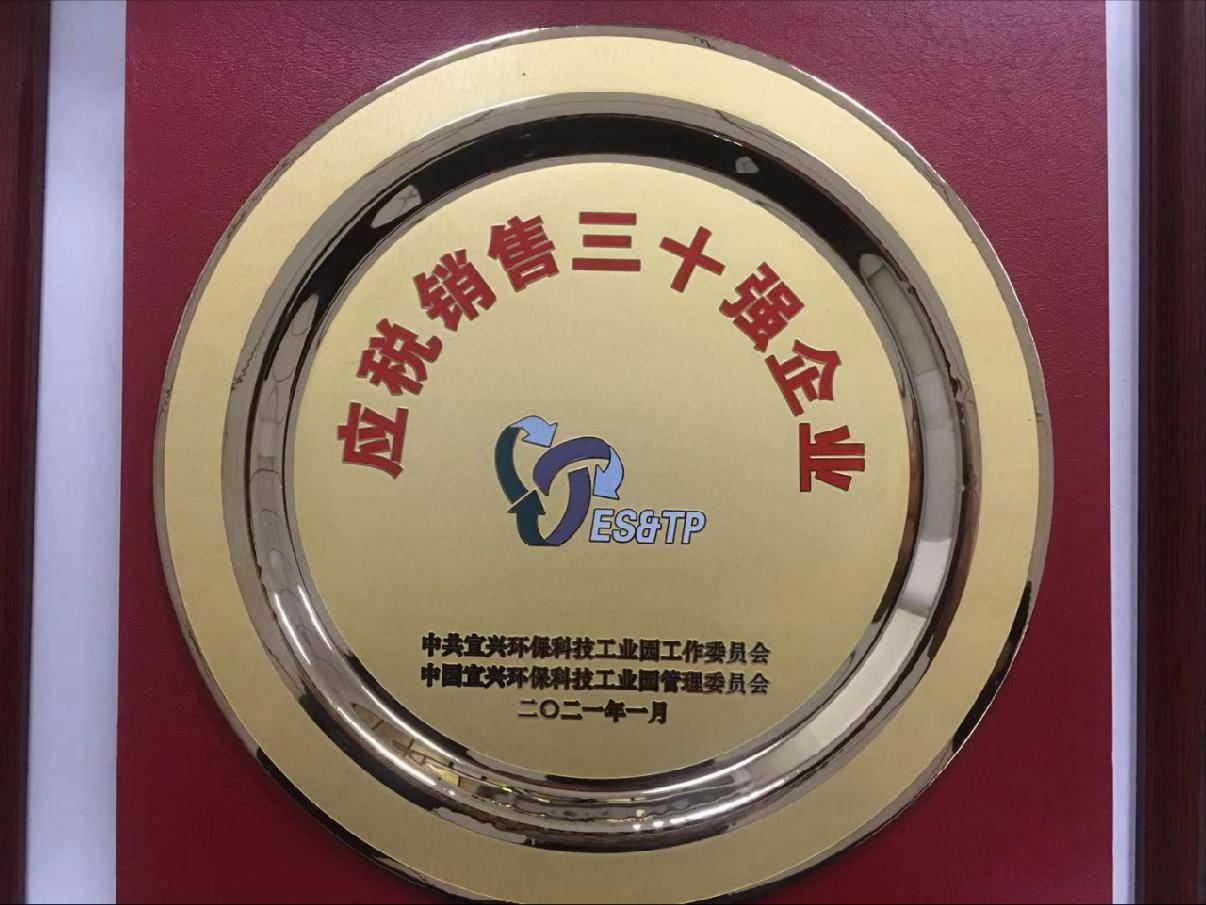 应税销售三十强企业
ES&TP
中共宜兴环保科技工业园工作委员会
中国宜兴环保科技工业园管理委员会
二〇二一年一月